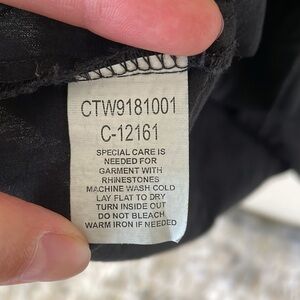 CTW9181001
C-12161
SPECIAL CARE IS
NEEDED FOR
GARMENT WITH
RHINESTONES
MACHINE WASH COLD
LAY FLAT TO DRY
TURN INSIDE OUT
DO NOT BLEACH
WARM IRON IF NEEDED